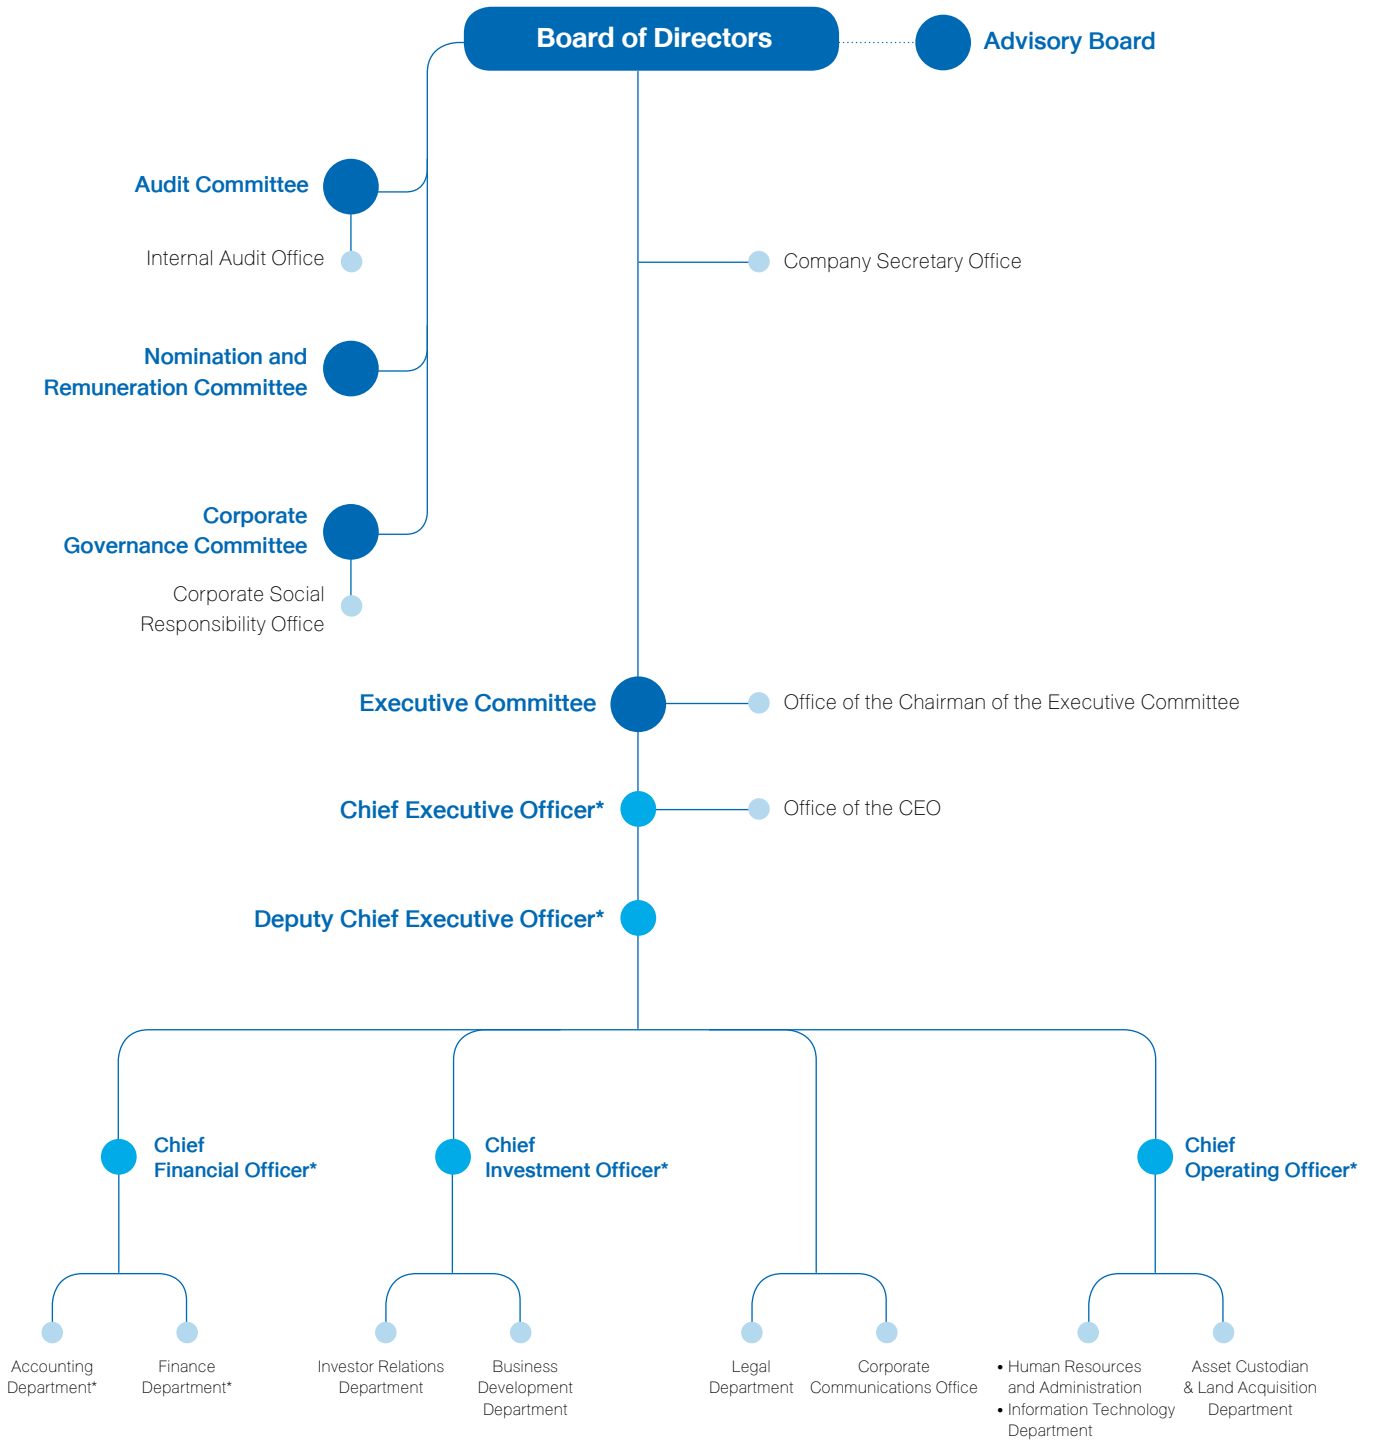 Board of Directors
Advisory Board
Audit Committee
Internal Audit Office
Company Secretary Office
Nomination and
Remuneration Committee
Corporate
Governance Committee
Corporate Social
Responsibility Office
Executive Committee
Office of the Chairman of the Executive Committee
Chief Executive Officer*
Office of the CEO
Deputy Chief Executive Officer*
Chief
Financial Officer*
Chief
Investment Officer*
Chief
Operating Officer*
Accounting
Department*
Finance
Department*
Investor Relations
Department
Business
Development
Department
Legal
Department
Corporate
Communications Office
• Human Resources
and Administration
• Information Technology
Department
Asset Custodian
& Land Acquisition
Department